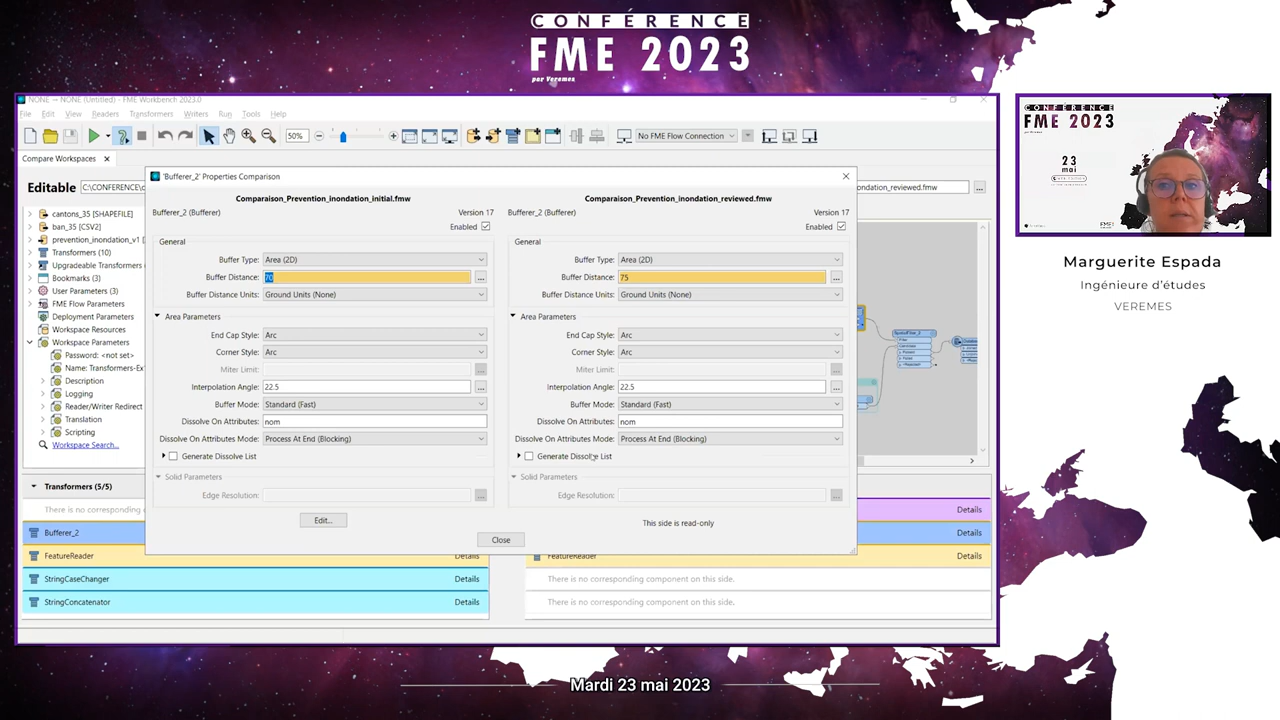 CONFERENCE
FME 2023
par Veremes
NONE → NONE (Untitled) - FME Workbench 2023.0
File Edit View Readers Transformers Writers Run Tools Help
50%
No FME Flow Connection
Compare Workspaces
Editable
C:\CONFERENCE\
ondation_reviewed.fmw
cantons_35 [SHAPEFILE]
ban_35 [CSV2]
prevention_inondation_v1 [
Transformers (10)
Upgradeable Transformers
Bookmarks (3)
User Parameters (3)
FME Flow Parameters
Deployment Parameters
Workspace Resources
Workspace Parameters
Password: <not set>
Name: Transformers-Ex
Description
Logging
Reader/Writer Redirect
Translation
Scripting
Workspace Search...
Transformers (5/5)
There is no corresponding
Details
Bufferer_2
Details
FeatureReader
Details
FeatureReader
Details
StringCaseChanger
Details
There is no corresponding component on this side.
StringConcatenator
Details
There is no corresponding component on this side.
'Bufferer_2' Properties Comparison
Comparaison_Prevention_inondation_initial.fmw
Bufferer_2 (Bufferer)
Version 17
Enabled
General
Buffer Type: Area (2D)
Buffer Distance: 70
Buffer Distance Units: Ground Units (None)
Area Parameters
End Cap Style: Arc
Corner Style: Arc
Miter Limit:
Interpolation Angle: 22.5
Buffer Mode: Standard (Fast)
Dissolve On Attributes: nom
Dissolve On Attributes Mode: Process At End (Blocking)
Generate Dissolve List
Solid Parameters
Edge Resolution:
Edit...
Comparaison_Prevention_inondation_reviewed.fmw
Bufferer_2 (Bufferer)
Version 17
Enabled
General
Buffer Type: Area (2D)
Buffer Distance: 75
Buffer Distance Units: Ground Units (None)
Area Parameters
End Cap Style: Arc
Corner Style: Arc
Miter Limit:
Interpolation Angle: 22.5
Buffer Mode: Standard (Fast)
Dissolve On Attributes: nom
Dissolve On Attributes Mode: Process At End (Blocking)
Generate Dissolve List
Solid Parameters
Edge Resolution:
This side is read-only
Close
CONFERENCE
FME 2023
23
mai
Marguerite Espada
Ingénieure d'études
VEREMES
Mardi 23 mai 2023